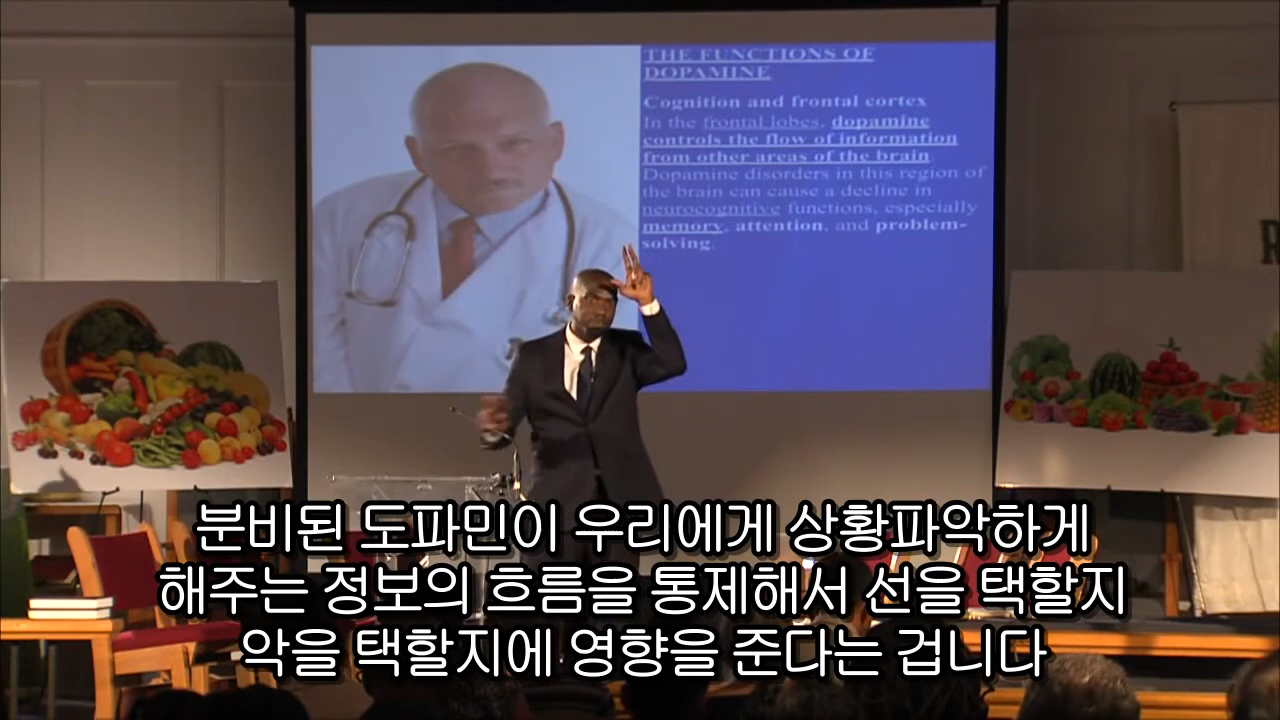 THE FUNCTIONS OF
DOPAMINE
Cognition and frontal cortex
In the frontal lobes, dopamine
controls the flow of information
from other areas of the brain.
Dopamine disorders in this region of
the brain can cause a decline in
neurocognitive functions, especially
memory, attention, and problem-
solving.
분비된 도파민이 우리에게 상황파악하게
해주는 정보의 흐름을 통제해서 선을 택할지
악을 택할지에 영향을 준다는 겁니다